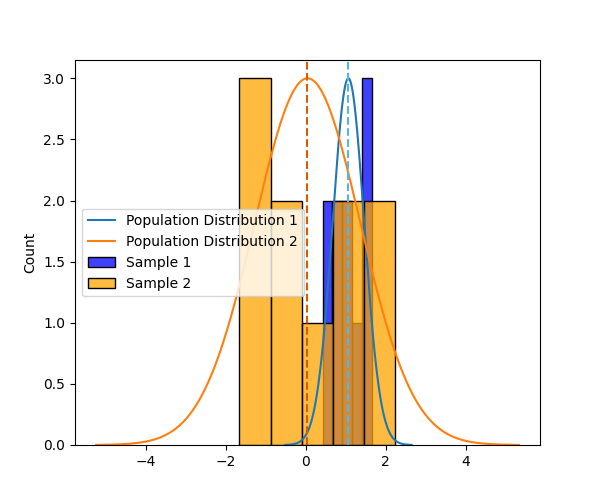 3.0
2.5
2.0
1.5
1.0
0.5
0.0
Count
Population Distribution 1
Population Distribution 2
Sample 1
Sample 2
−4
−2
0
2
4